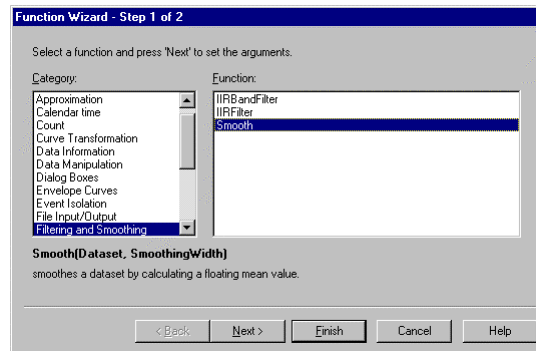 Function Wizard - Step 1 of 2
Select a function and press 'Next' to set the arguments.
Category:
Function:
Approximation
Calendar time
Count
Curve Transformation
Data Information
Data Manipulation
Dialog Boxes
Envelope Curves
Event Isolation
File Input/Output
Filtering and Smoothing
IIRBandFilter
IIRFilter
Smooth
Smooth(Dataset, SmoothingWidth)
smoothes a dataset by calculating a floating mean value.
< Back
Next >
Finish
Cancel
Help